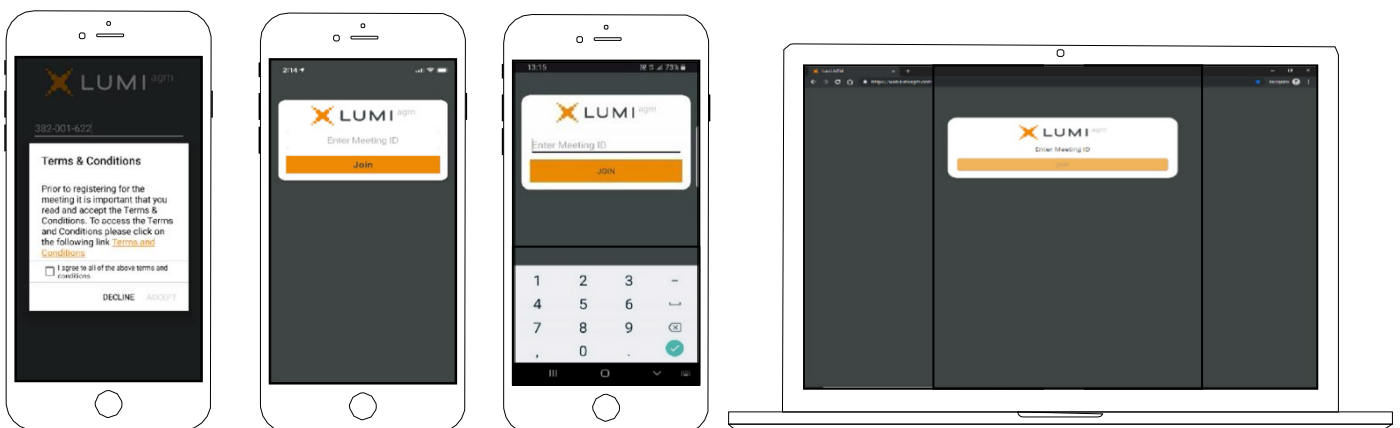 LUMI agm
382-001-622
Terms & Conditions
Prior to registering for the
meeting it is important that you
read and accept the Terms &
Conditions. To access the Terms
and Conditions please click on
the following link Terms and
Conditions
I agree to all of the above terms and
conditions
DECLINE ACCEPT
2:14
LUMI agm
Enter Meeting ID
Join
13:15 73%
LUMI agm
Enter Meeting ID
JOIN
1 2 3 -
4 5 6
7 8 9
, 0 .
LUMI agm
Enter Meeting ID